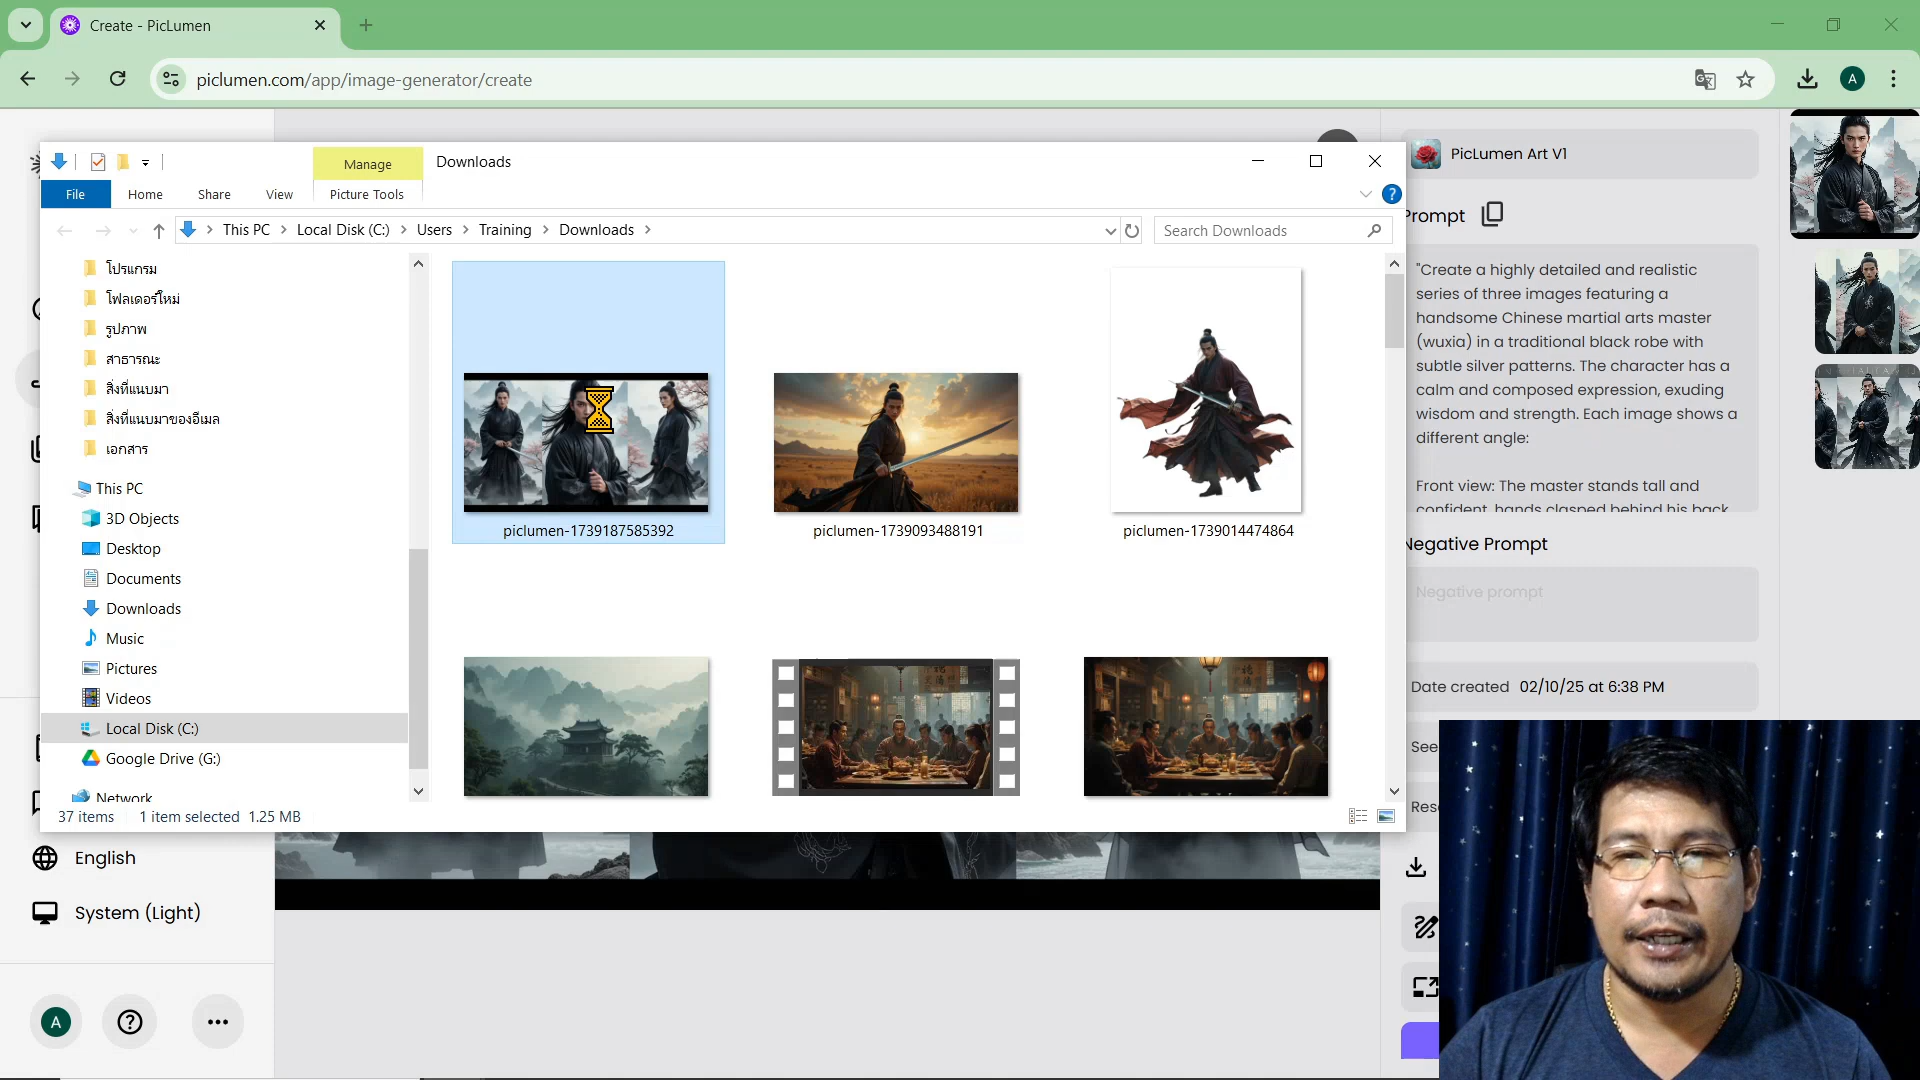 Create - PicLumen
piclumen.com/app/image-generator/create
A
Manage
Downloads
File
Home
Share
View
Picture Tools
This PC
Local Disk (C:)
Users
Training
Downloads
Search Downloads
โปรแกรม
โฟลเดอร์ใหม่
รูปภาพ
สาธารณะ
สิ่งที่แนบมา
สิ่งที่แนบมาของอีเมล
เอกสาร
This PC
3D Objects
Desktop
Documents
Downloads
Music
Pictures
Videos
Local Disk (C:)
Google Drive (G:)
Network
piclumen-1739187585392
piclumen-1739093488191
piclumen-1739014474864
37 items
1 item selected 1.25 MB
English
System (Light)
A
PicLumen Art V1
Prompt
"Create a highly detailed and realistic
series of three images featuring a
handsome Chinese martial arts master
(wuxia) in a traditional black robe with
subtle silver patterns. The character has a
calm and composed expression, exuding
wisdom and strength. Each image shows a
different angle:
Front view: The master stands tall and
confident, hands clasped behind his back
Negative Prompt
Negative prompt
Date created 02/10/25 at 6:38 PM
See
Reso